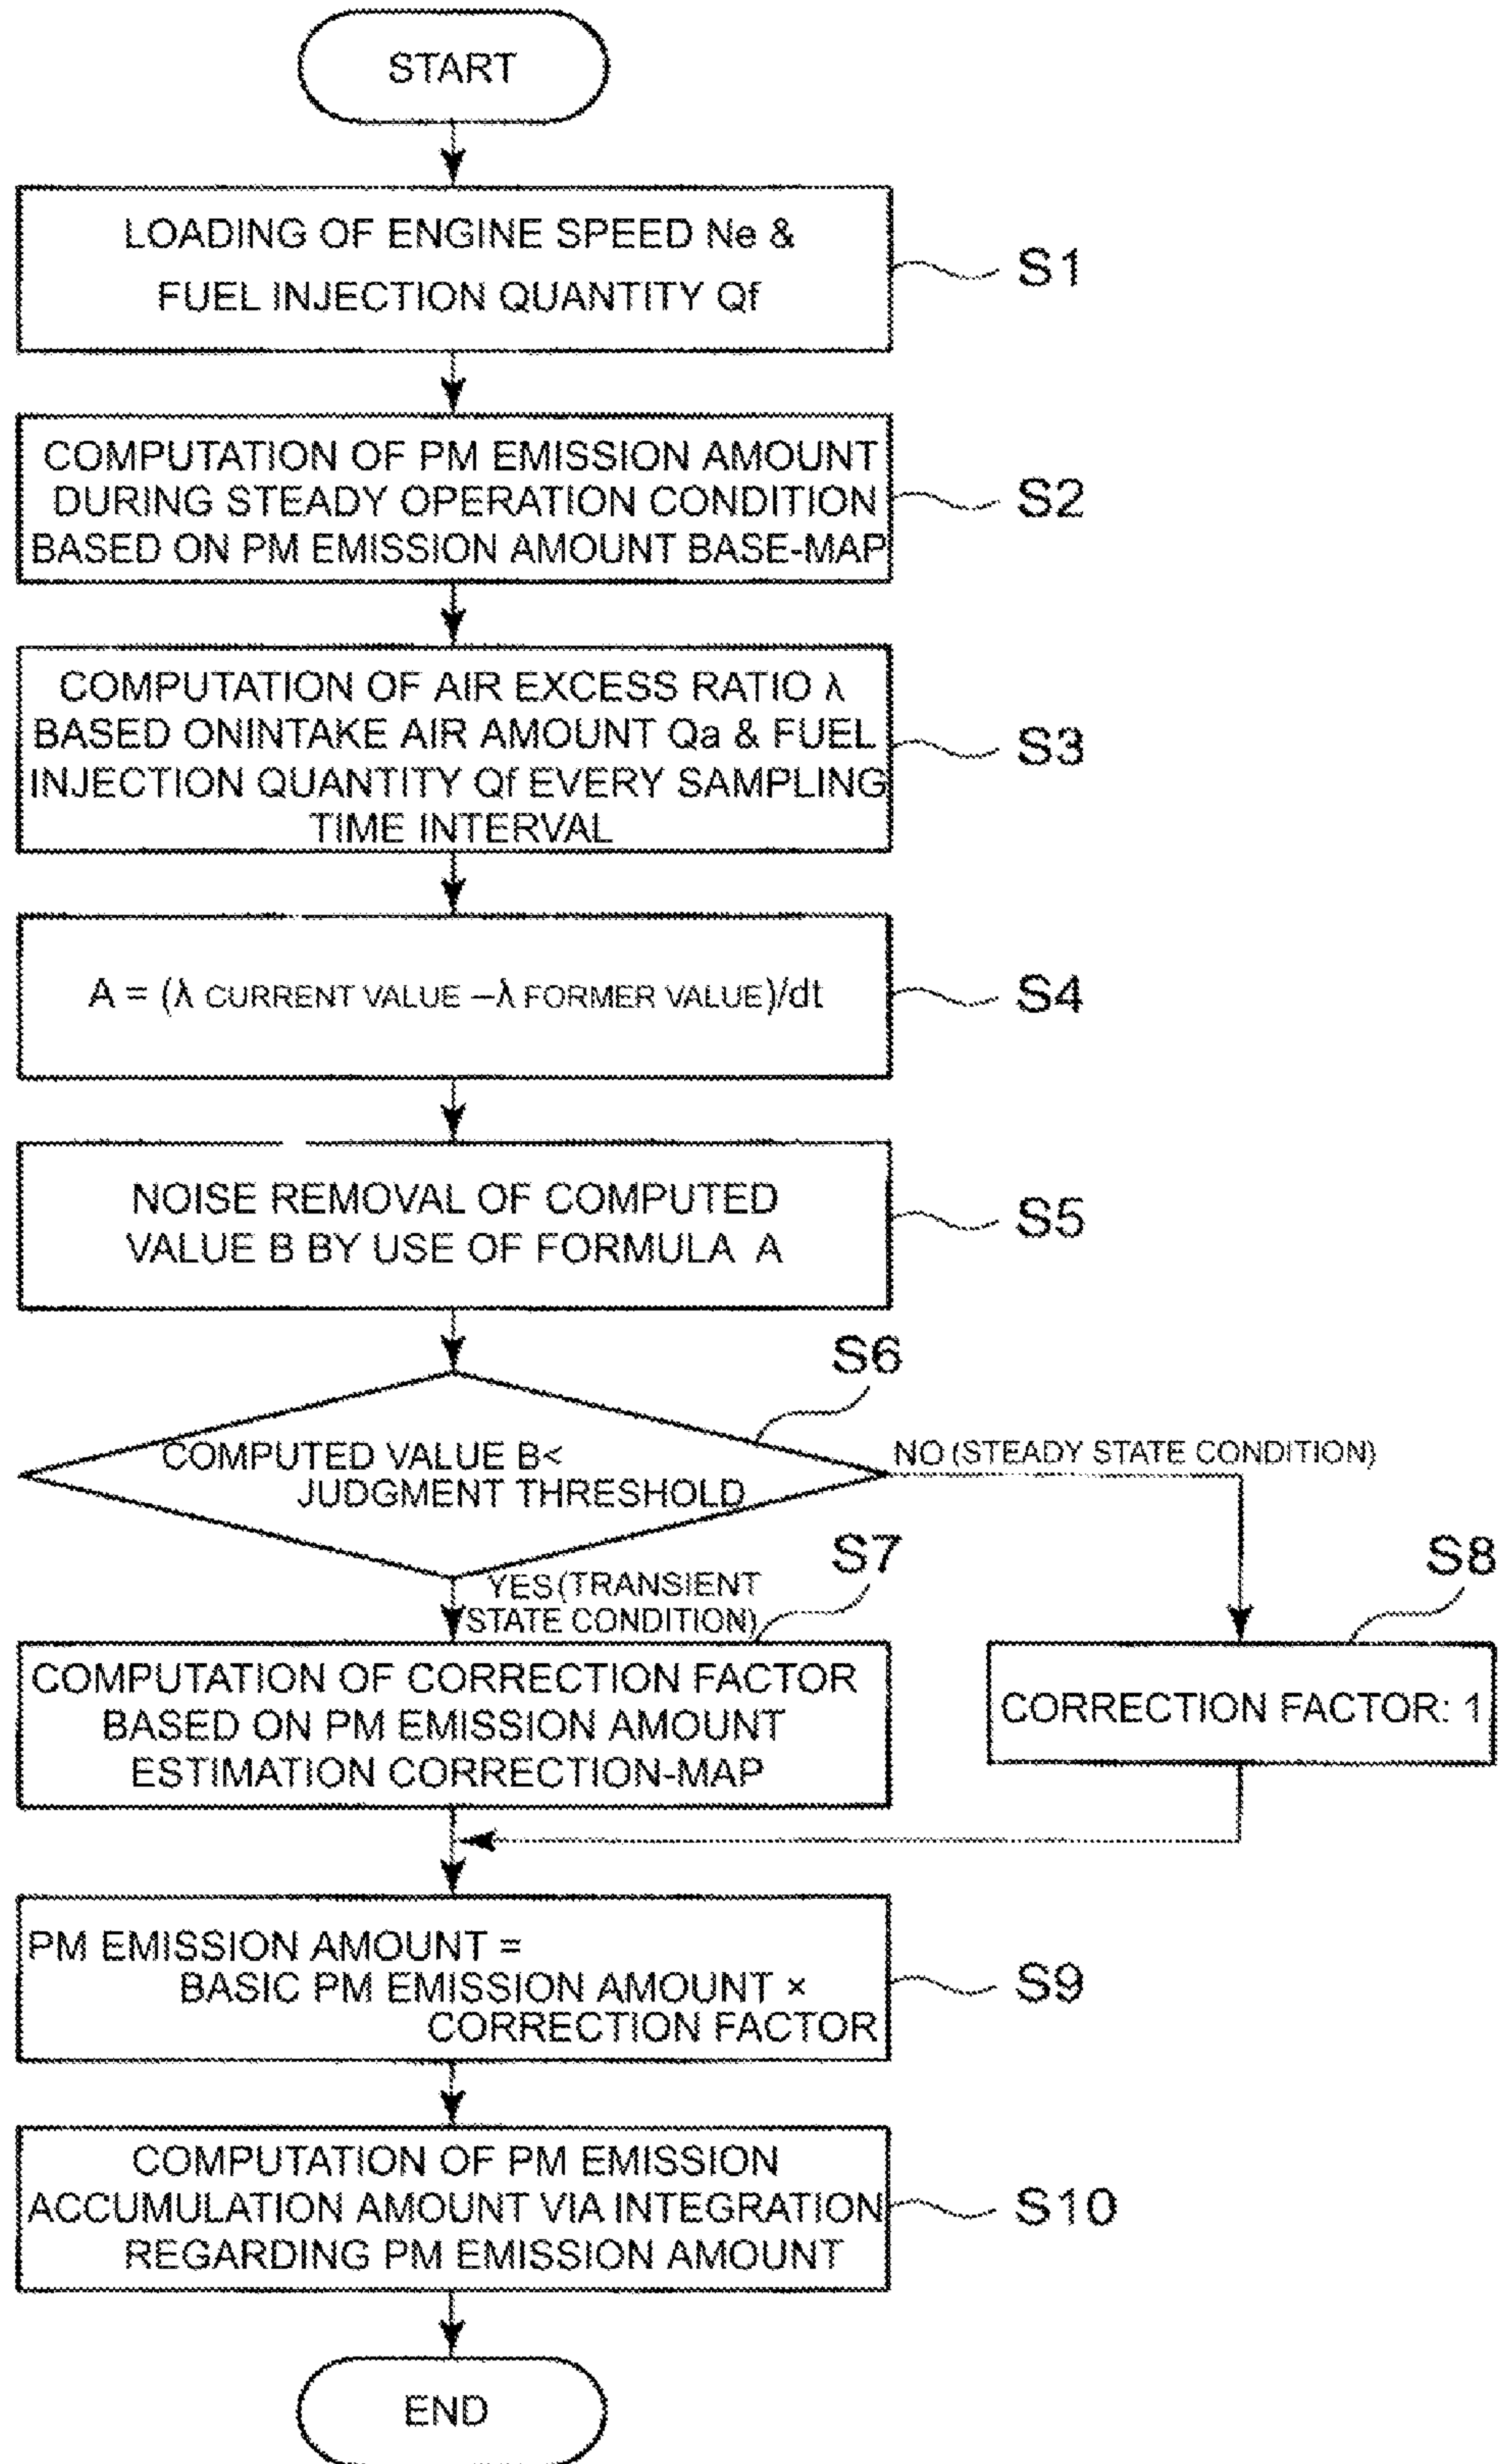 START
LOADING OF ENGINE SPEED Ne &
FUEL INJECTION QUANTITY Qf
S1
COMPUTATION OF PM EMISSION AMOUNT
DURING STEADY OPERATION CONDITION
BASED ON PM EMISSION AMOUNT BASE-MAP
S2
COMPUTATION OF AIR EXCESS RATIO λ
BASED ONINTAKE AIR AMOUNT Qa & FUEL
INJECTION QUANTITY Qf EVERY SAMPLING
TIME INTERVAL
S3
A = (λ CURRENT VALUE –λ FORMER VALUE)/dt
S4
NOISE REMOVAL OF COMPUTED
VALUE B BY USE OF FORMULA A
S5
S6
COMPUTED VALUE B<
JUDGMENT THRESHOLD
NO (STEADY STATE CONDITION)
YES(TRANSIENT
STATE CONDITION)
S7
S8
COMPUTATION OF CORRECTION FACTOR
BASED ON PM EMISSION AMOUNT
ESTIMATION CORRECTION-MAP
CORRECTION FACTOR: 1
PM EMISSION AMOUNT =
BASIC PM EMISSION AMOUNT ×
CORRECTION FACTOR
S9
COMPUTATION OF PM EMISSION
ACCUMULATION AMOUNT VIA INTEGRATION
REGARDING PM EMISSION AMOUNT
S10
END